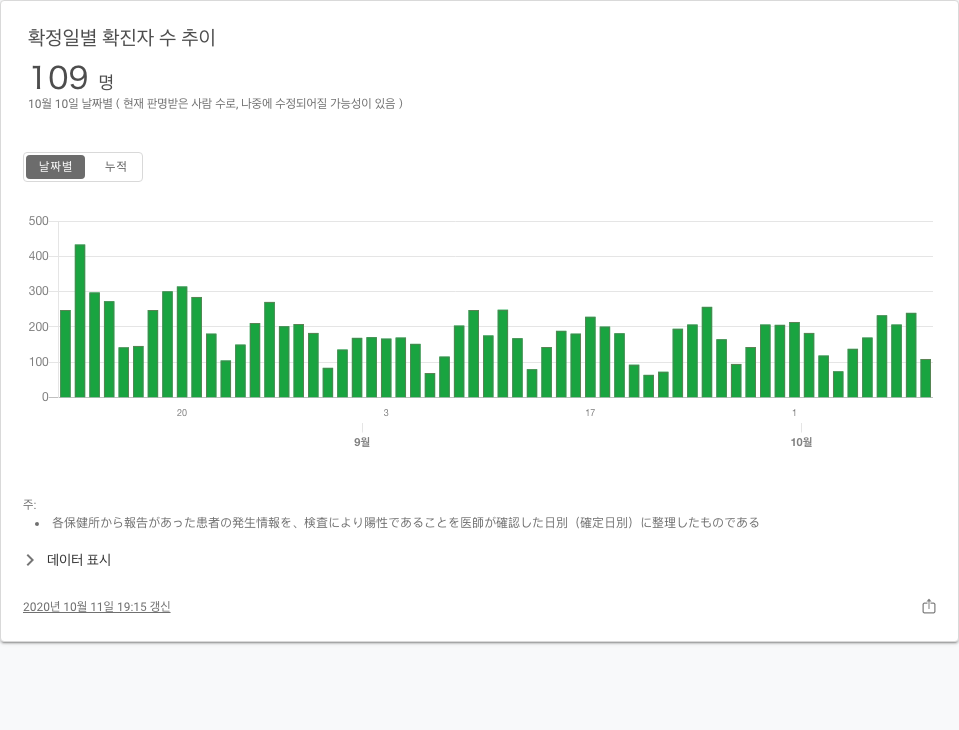 확정일별 확진자 수 추이
109 명
10월 10일 날짜별 ( 현재 판명받은 사람 수로, 나중에 수정되어질 가능성이 있음 )
날짜별 누적
500
400
300
200
100
0
20 3 17 1
9월 10월
주:
• 各保健所から報告があった患者の発生情報を、検査により陽性であることを医師が確認した日別（確定日別）に整理したものである
데이터 표시
2020년 10월 11일 19:15 갱신